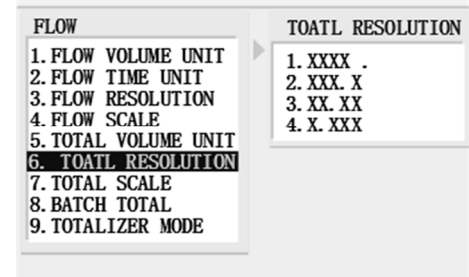 FLOW
1. FLOW VOLUME UNIT
2. FLOW TIME UNIT
3. FLOW RESOLUTION
4. FLOW SCALE
5. TOTAL VOLUME UNIT
6. TOATL RESOLUTION
7. TOTAL SCALE
8. BATCH TOTAL
9. TOTALIZER MODE
TOATL RESOLUTION
1. XXXX .
2. XXX. X
3. XX. XX
4. X. XXX